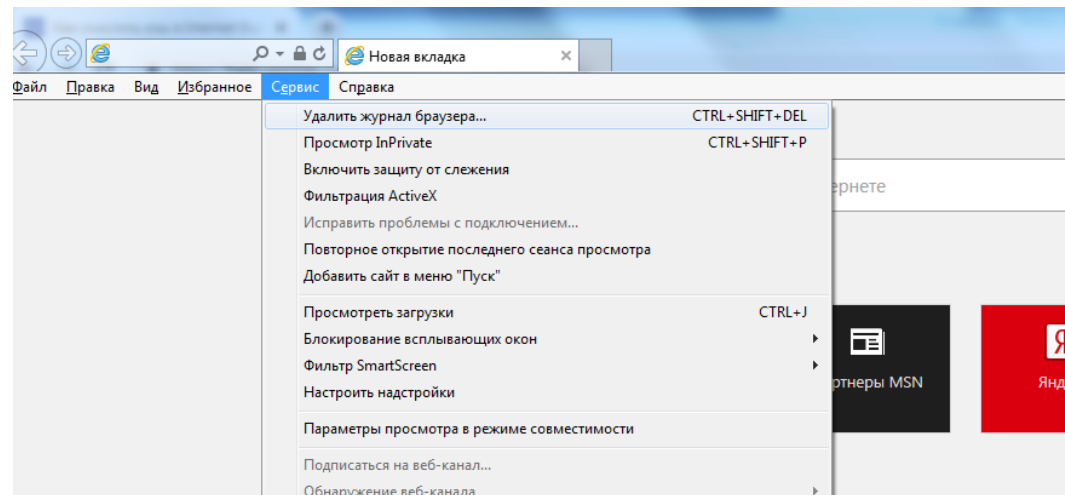 Новая вкладка
Файл Правка Вид Избранное Сервис Справка
Удалить журнал браузера... CTRL+SHIFT+DEL
Просмотр InPrivate CTRL+SHIFT+P
Включить защиту от слежения
Фильтрация ActiveX
ернете
Исправить проблемы с подключением...
Повторное открытие последнего сеанса просмотра
Добавить сайт в меню "Пуск"
Просмотреть загрузки CTRL+J
Блокирование всплывающих окон
Фильтр SmartScreen
Настроить надстройки
ртнеры MSN
Янд
Параметры просмотра в режиме совместимости
Подписаться на веб-канал...
Обнаружение веб-канала